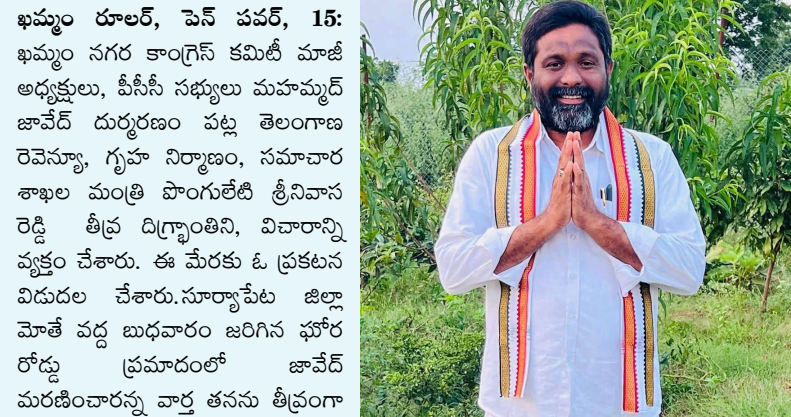 ఖమ్మం రూలర్, పెన్ పవర్, 15:
ఖమ్మం నగర కాంగ్రెస్ కమిటీ మాజీ
అధ్యక్షులు, పీసీసీ సభ్యులు మహమ్మద్
జావేద్ దుర్మరణం పట్ల తెలంగాణ
రెవెన్యూ, గృహ నిర్మాణం, సమాచార
శాఖల మంత్రి పొంగులేటి శ్రీనివాస
రెడ్డి తీవ్ర దిగ్భ్రాంతిని, విచారాన్ని
వ్యక్తం చేశారు. ఈ మేరకు ఓ ప్రకటన
విడుదల చేశారు.సూర్యాపేట జిల్లా
మోతే వద్ద బుధవారం జరిగిన ఘోర
రోడ్డు ప్రమాదంలో జావేద్
మరణించారన్న వార్త తనను తీవ్రంగా